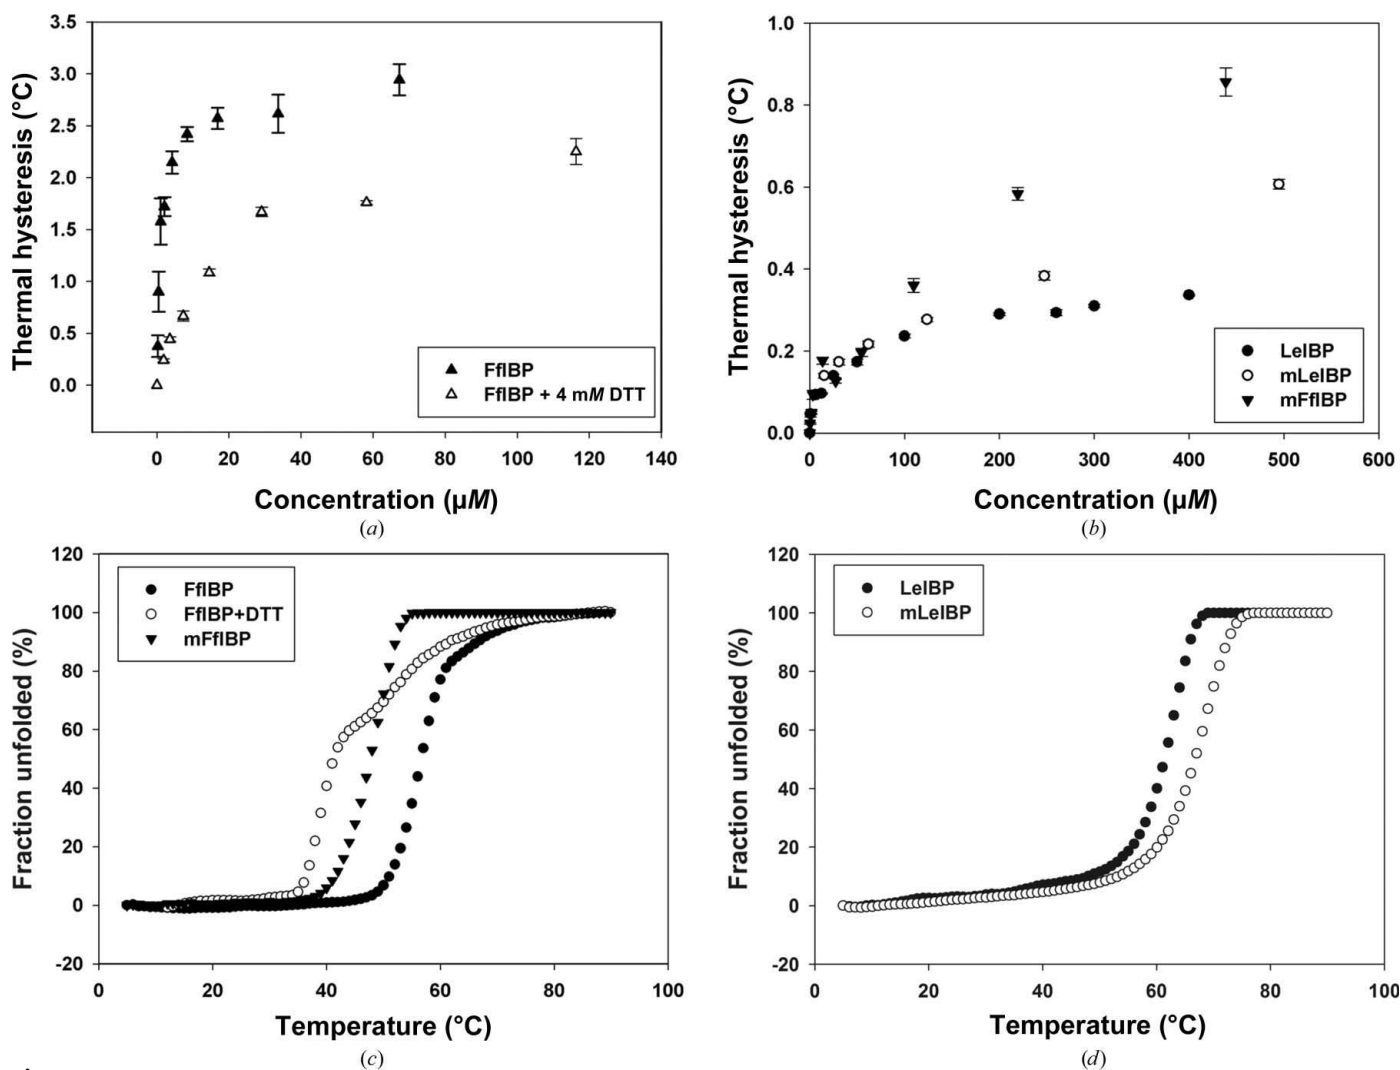 3.5
3.0
2.5
2.0
1.5
1.0
0.5
0.0
Thermal hysteresis (°C)
FfIBP
FfIBP + 4 mM DTT
0 20 40 60 80 100 120 140
Concentration (µM)
(a)
1.0
0.8
0.6
0.4
0.2
0.0
Thermal hysteresis (°C)
LeIBP
mLeIBP
mFfIBP
0 100 200 300 400 500 600
Concentration (µM)
(b)
120
100
80
60
40
20
0
-20
Fraction unfolded (%)
FfIBP
FfIBP+DTT
mFfIBP
0 20 40 60 80 100
Temperature (°C)
(c)
120
100
80
60
40
20
0
-20
Fraction unfolded (%)
LeIBP
mLeIBP
0 20 40 60 80 100
Temperature (°C)
(d)